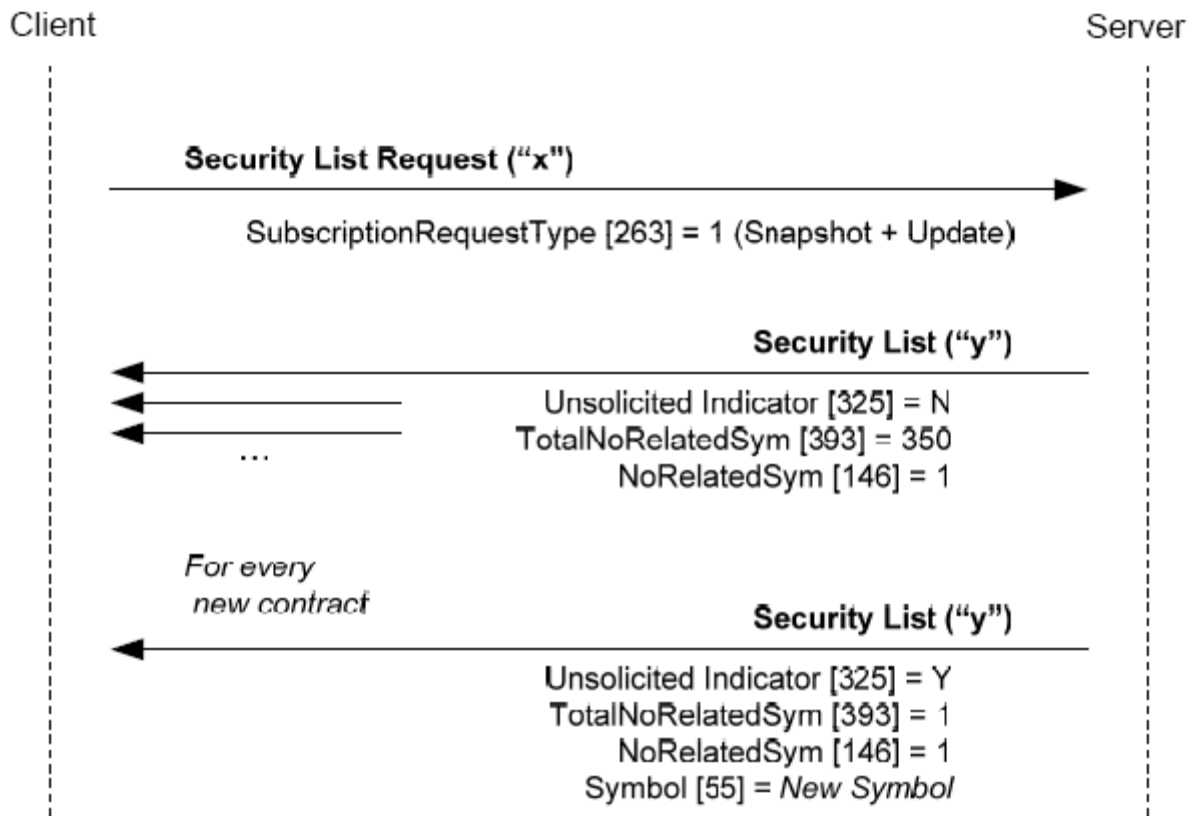 Client
Server
Security List Request (“x”)
SubscriptionRequestType [263] = 1 (Snapshot + Update)
Security List (“y”)
Unsolicited Indicator [325] = N
TotalNoRelatedSym [393] = 350
...
NoRelatedSym [146] = 1
For every
new contract
Security List (“y”)
Unsolicited Indicator [325] = Y
TotalNoRelatedSym [393] = 1
NoRelatedSym [146] = 1
Symbol [55] = New Symbol